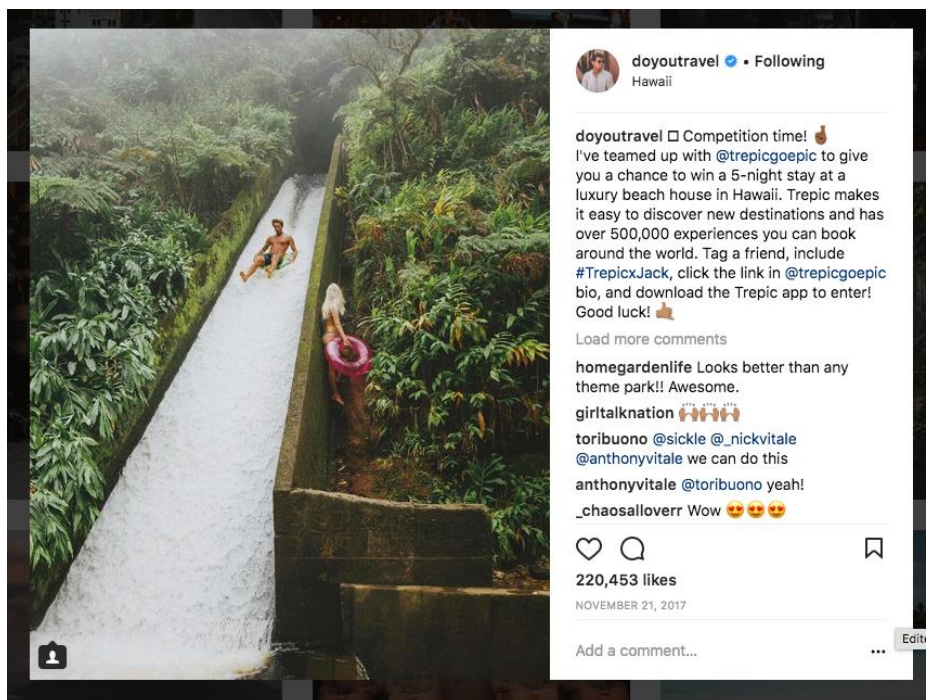 doyoutravel • Following
Hawaii
doyoutravel □ Competition time! 🤞🏾
I've teamed up with @trepicgoepic to give
you a chance to win a 5-night stay at a
luxury beach house in Hawaii. Trepic makes
it easy to discover new destinations and has
over 500,000 experiences you can book
around the world. Tag a friend, include
#TrepicxJack, click the link in @trepicgoepic
bio, and download the Trepic app to enter!
Good luck! 🤙🏽
Load more comments
homegardenlife Looks better than any
theme park!! Awesome.
girltalknation 🙌🏽🙌🏽🙌🏽
toribuono @sickle @_nickvitale
@anthonyvitale we can do this
anthonyvitale @toribuono yeah!
_chaosalloverr Wow 😍😍😍
220,453 likes
NOVEMBER 21, 2017
Add a comment...
Edite